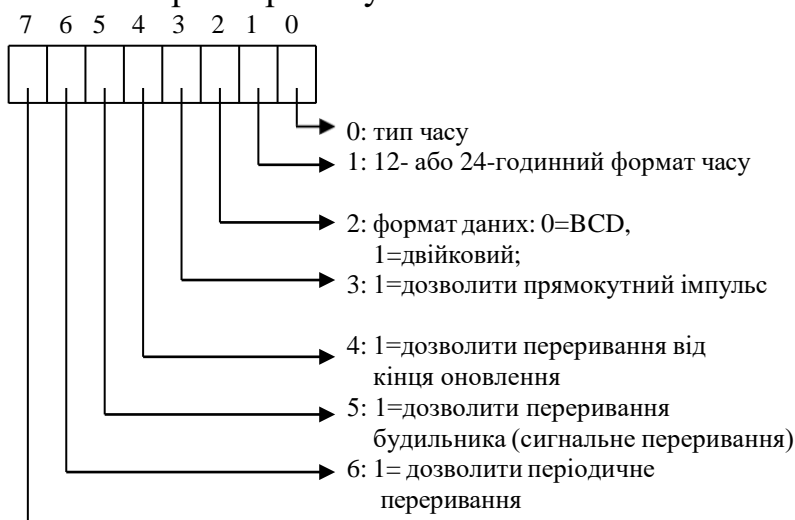 7 6 5 4 3 2 1 0
0: тип часу
1: 12- або 24-годинний формат часу
2: формат даних: 0=BCD,
1=двійковий;
3: 1=дозволити прямокутний імпульс
4: 1=дозволити переривання від
кінця оновлення
5: 1=дозволити переривання
будильника (сигнальне переривання)
6: 1= дозволити періодичне
переривання